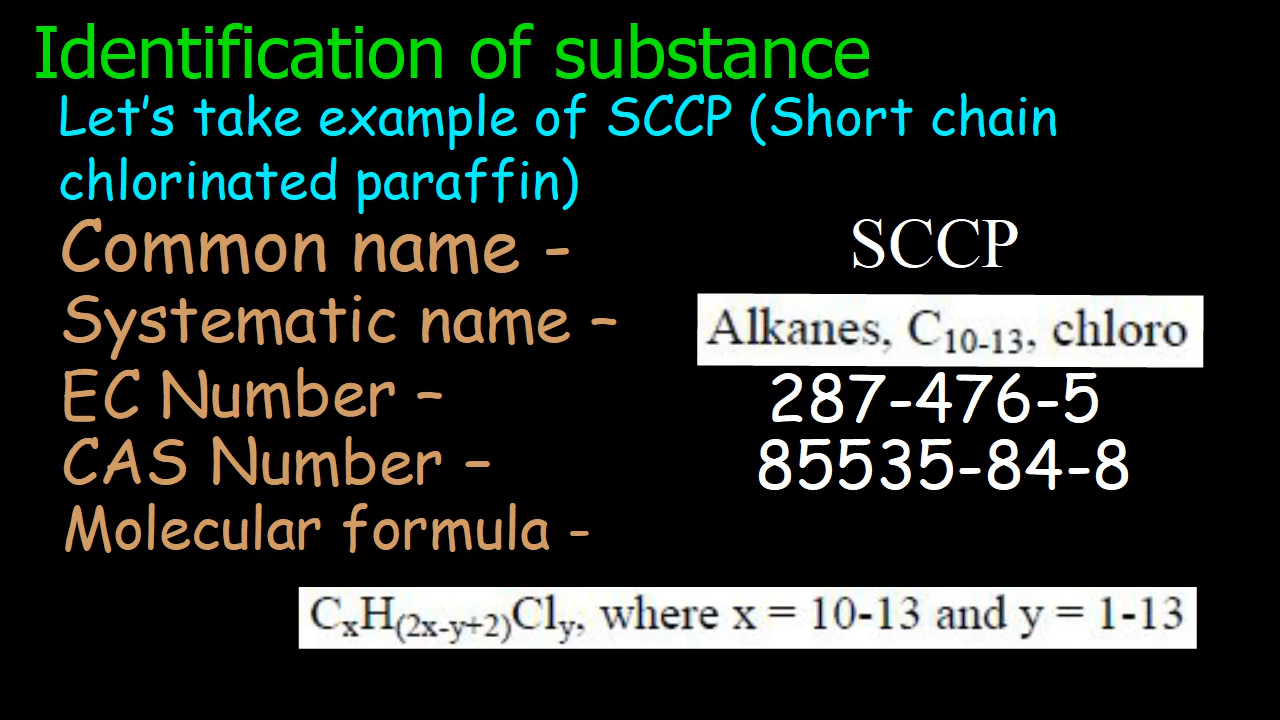 Identification of substance
Let's take example of SCCP (Short chain
chlorinated paraffin)
Common name - SCCP
Systematic name – Alkanes, C10-13, chloro
EC Number – 287-476-5
CAS Number – 85535-84-8
Molecular formula -
CxH(2x-y+2)Cly, where x = 10-13 and y = 1-13